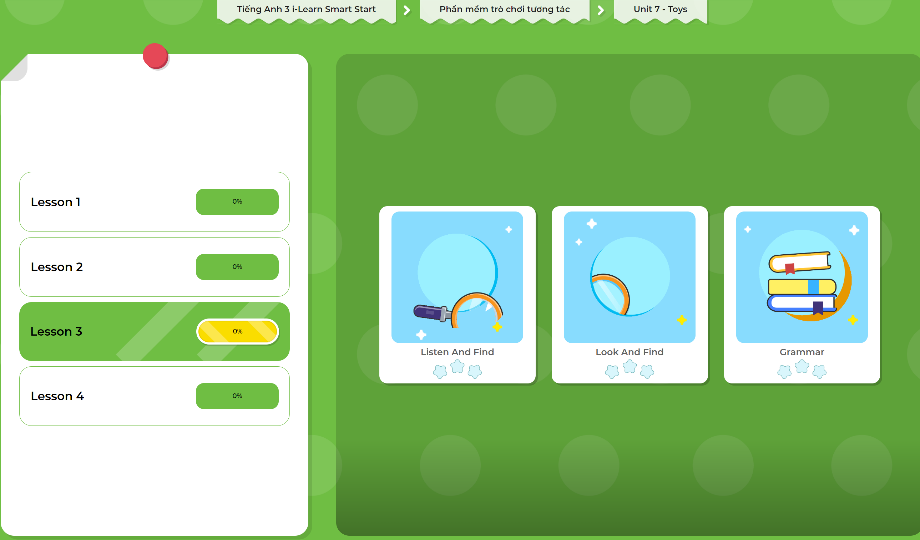 Tiếng Anh 3 i-Learn Smart Start
Phần mềm trò chơi tương tác
Unit 7 - Toys
Lesson 1
0%
Lesson 2
0%
Lesson 3
0%
Lesson 4
0%
Listen And Find
Look And Find
Grammar